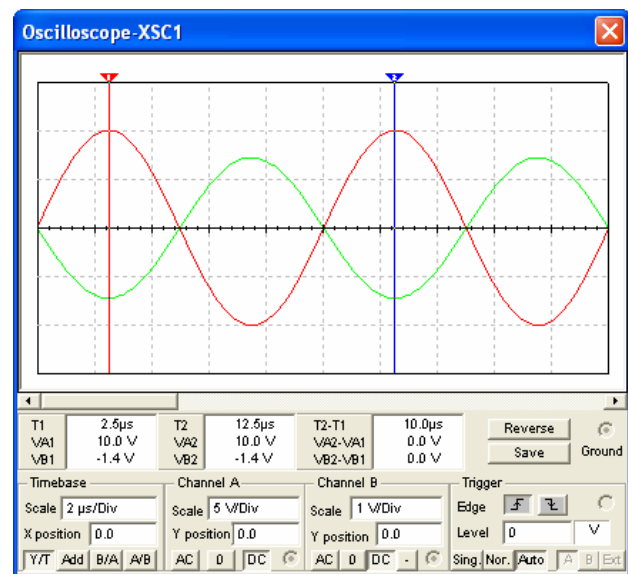 Oscilloscope-XSC1
1 2
T1 2.5µs T2 12.5µs T2-T1 10.0µs Reverse
VA1 10.0 V VA2 10.0 V VA2-VA1 0.0 V
VB1 -1.4 V VB2 -1.4 V VB2-VB1 0.0 V Save Ground
Timebase Channel A Channel B Trigger
Scale 2 µs/Div Scale 5 V/Div Scale 1 V/Div Edge
X position 0.0 Y position 0.0 Y position 0.0 Level 0 V
Y/T Add B/A A/B AC 0 DC AC 0 DC - Sing. Nor. Auto A B Ext